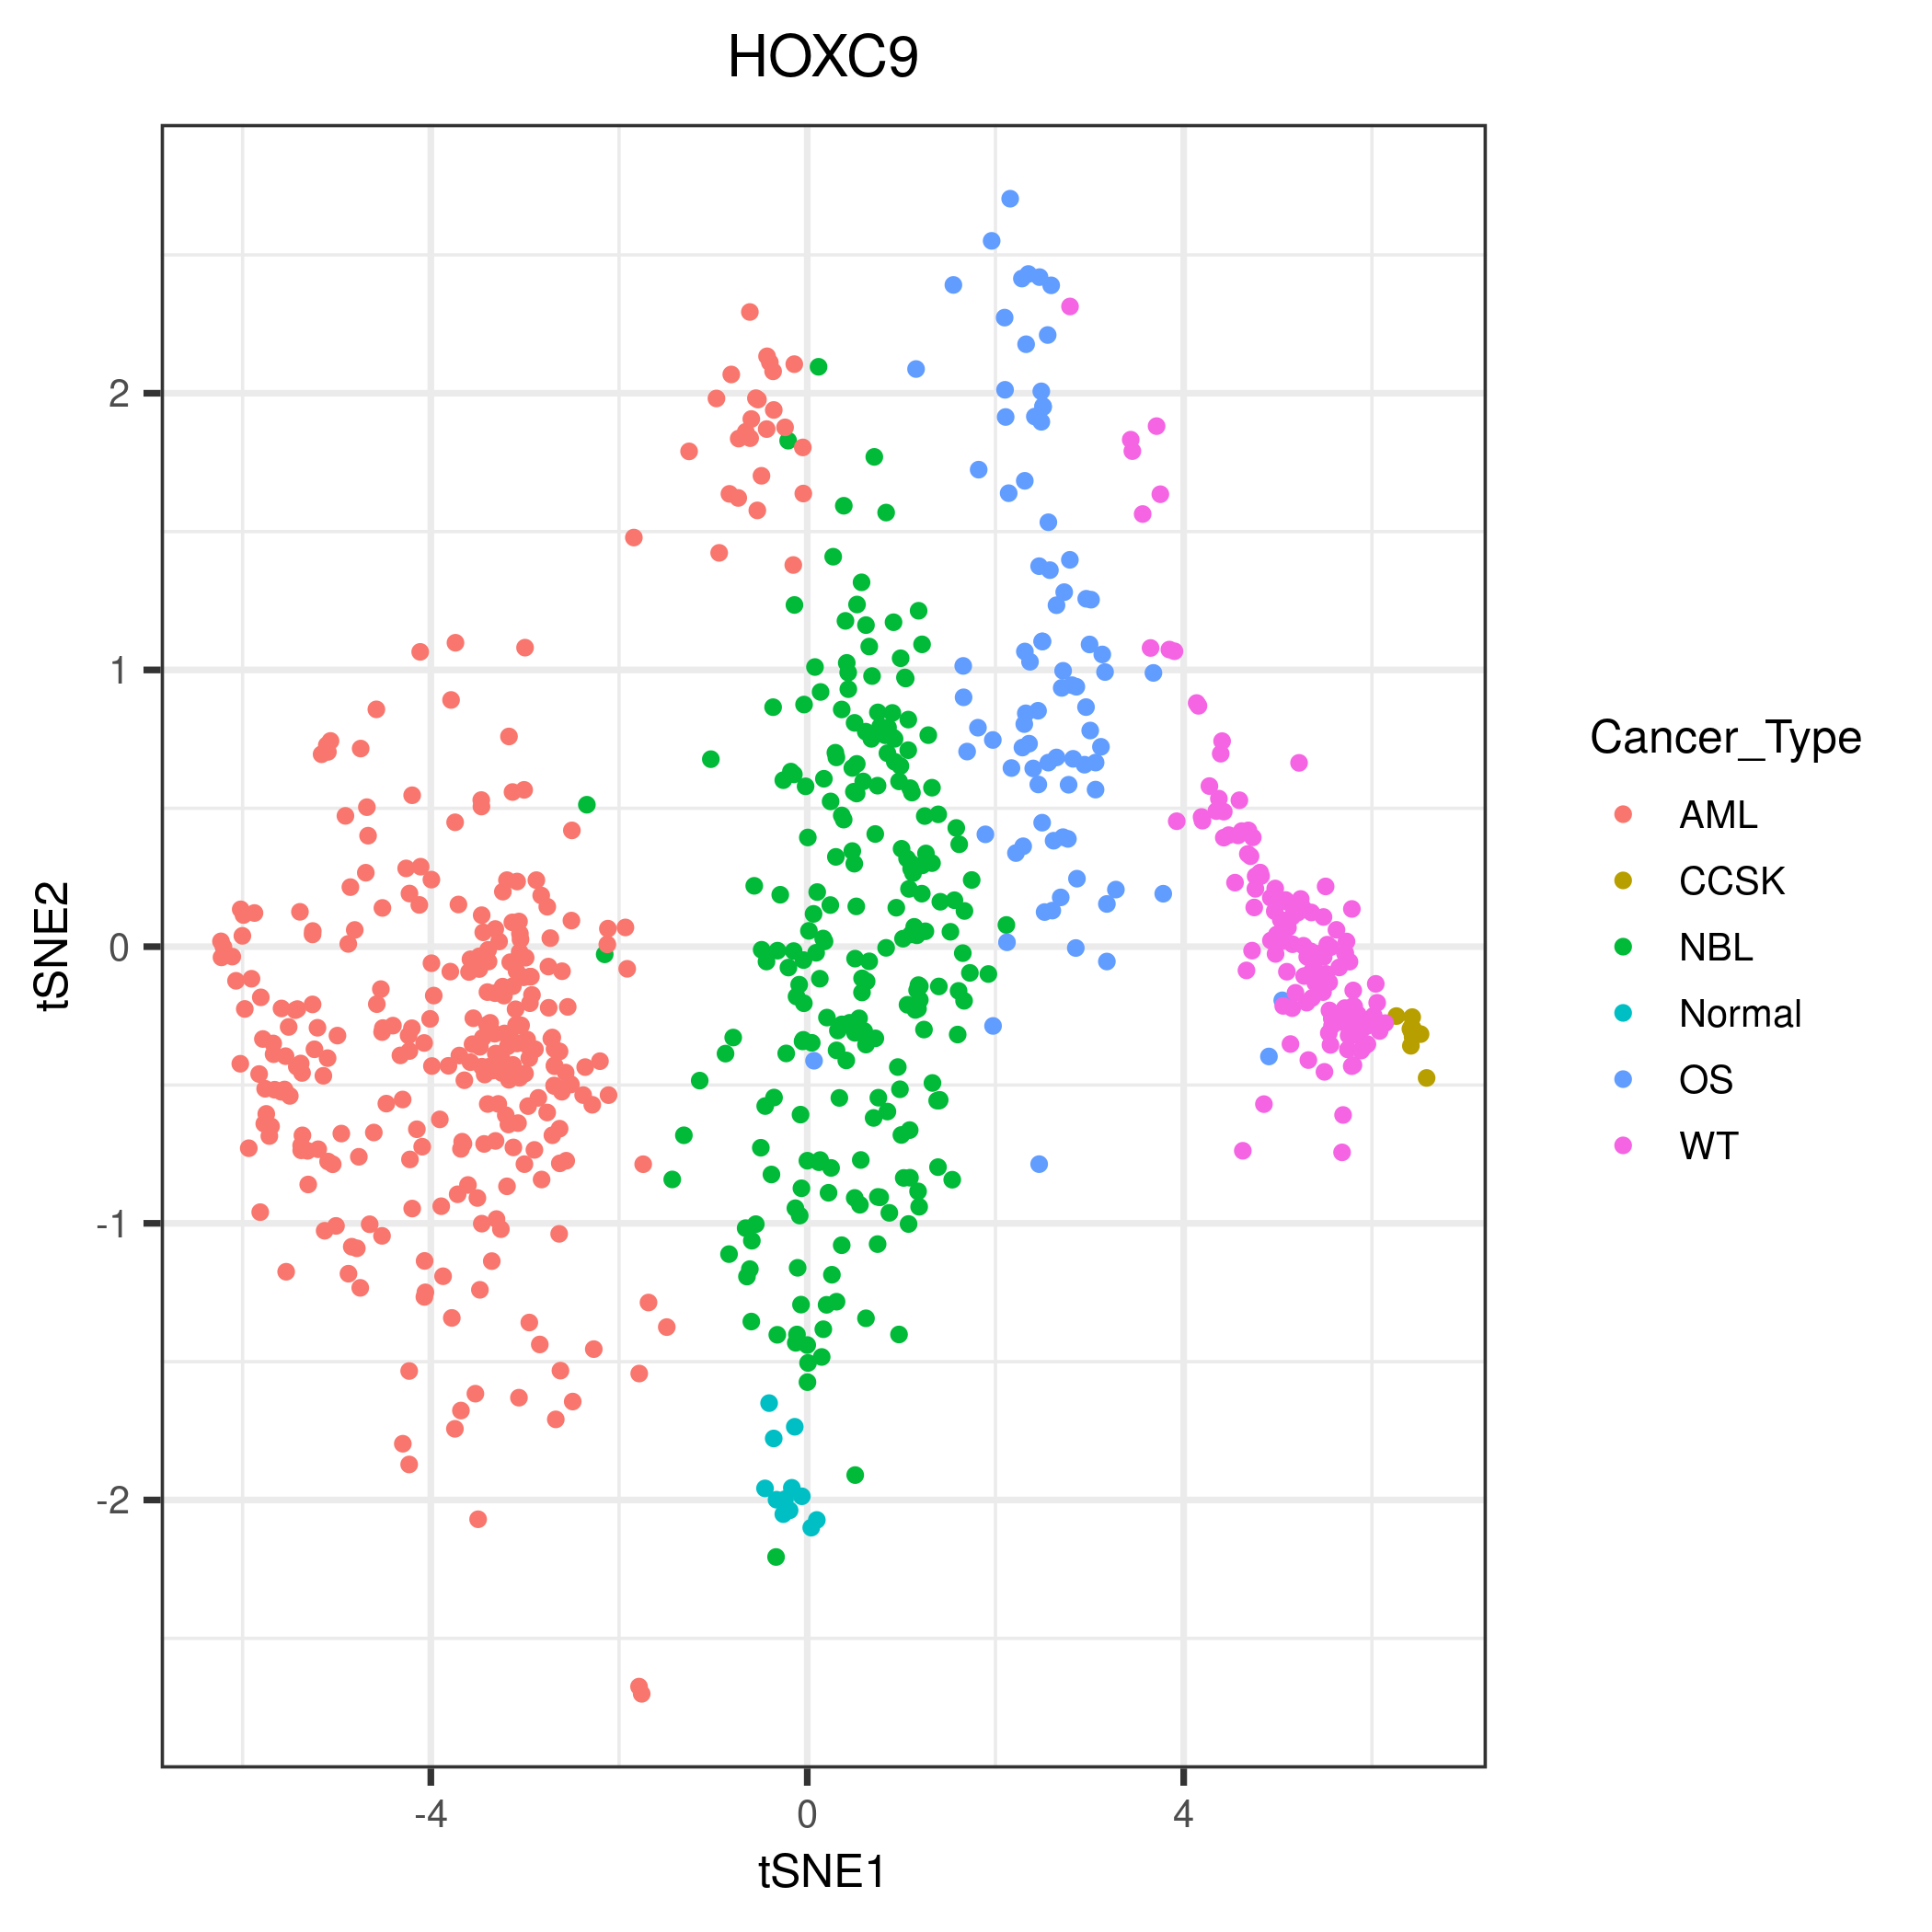 HOXC9
tSNE2
2
1
0
-1
-2
-4
0
4
tSNE1
Cancer_Type
AML
CCSK
NBL
Normal
OS
WT